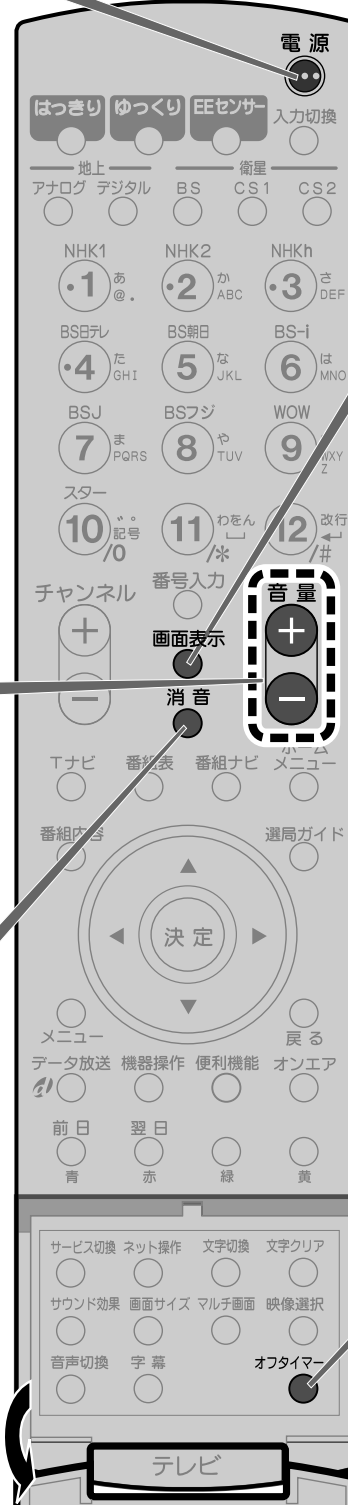 電源
はっきり ゆっくり EEセンサー 入力切換
地上 衛星
アナログ デジタル BS CS1 CS2
NHK1 NHK2 NHKh
・1 あ @. ・2 か ABC ・3 さ DEF
BS日テレ BS朝日 BS-i
・4 た GHI 5 な JKL 6 は MNO
BSJ BSフジ WOW
7 ま PQRS 8 や TUV 9 WXYZ
スター
10 /0 ゛゜ 記号 11 /* わをん 12 /# 改行
チャンネル 番号入力 音量
+ +
画面表示
− −
消音
Tナビ 番組表 番組ナビ ホームメニュー
番組内容 選局ガイド
決定
メニュー 戻る
データ放送 機器操作 便利機能 オンエア
前日 翌日
青 赤 緑 黄
サービス切換 ネット操作 文字切換 文字クリア
サウンド効果 画面サイズ マルチ画面 映像選択
音声切換 字幕 オフタイマー
テレビ